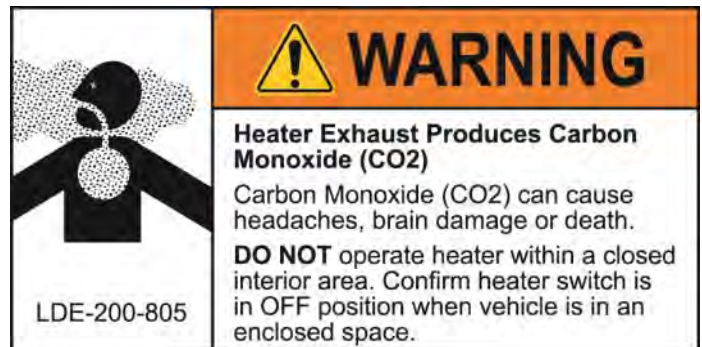 WARNING
Heater Exhaust Produces Carbon
Monoxide (CO2)
Carbon Monoxide (CO2) can cause
headaches, brain damage or death.
DO NOT operate heater within a closed
interior area. Confirm heater switch is
in OFF position when vehicle is in an
enclosed space.
LDE-200-805